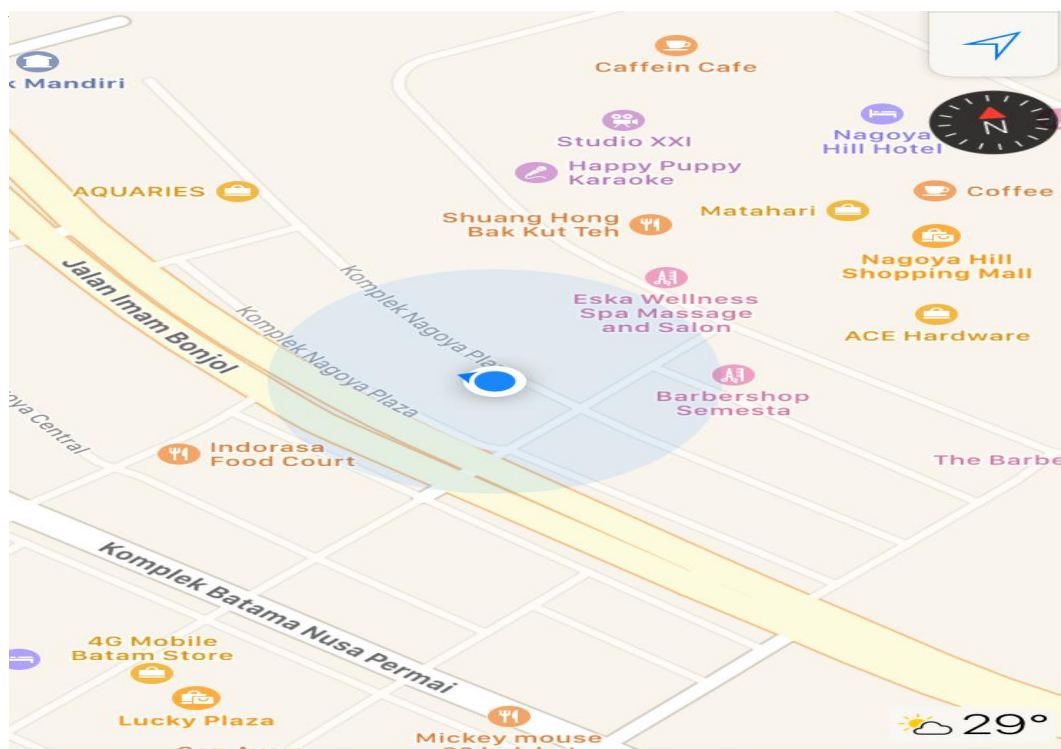 Caffein Cafe
k Mandiri
Studio XXI
Nagoya
Hill Hotel
N
Happy Puppy
Karaoke
AQUARIES
Coffee
Matahari
Shuang Hong
Bak Kut Teh
Nagoya Hill
Shopping Mall
Jalan Imam Bonjol
Komplek Nagoya Pla
Eska Wellness
Spa Massage
and Salon
Komplek Nagoya Plaza
ACE Hardware
Barbershop
Semesta
oya Central
Indorasa
Food Court
The Barbe
Komplek Batama Nusa Permai
4G Mobile
Batam Store
Lucky Plaza
29°
Mickey mouse